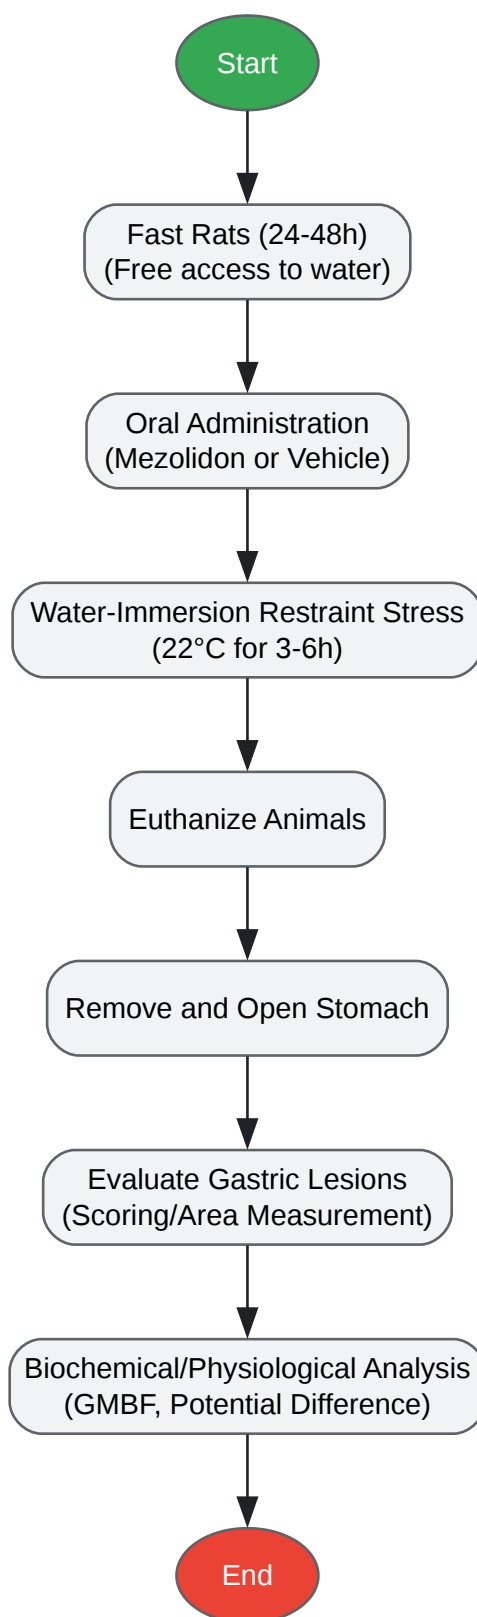 Start
Fast Rats (24-48h)
(Free access to water)
Oral Administration
(Mezolidon or Vehicle)
Water-Immersion Restraint Stress
(22°C for 3-6h)
Euthanize Animals
Remove and Open Stomach
Evaluate Gastric Lesions
(Scoring/Area Measurement)
Biochemical/Physiological Analysis
(GMBF, Potential Difference)
End